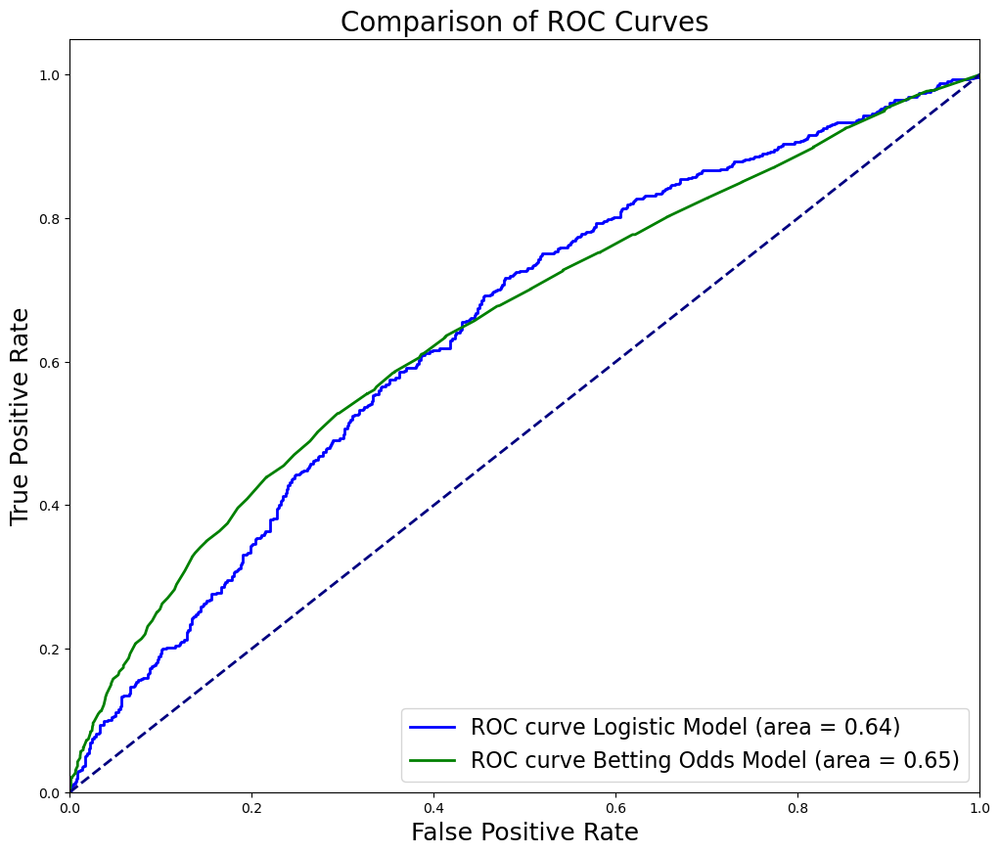 Comparison of ROC Curves
True Positive Rate
1.0
0.8
0.6
0.4
0.2
0.0
ROC curve Logistic Model (area = 0.64)
ROC curve Betting Odds Model (area = 0.65)
0.0 0.2 0.4 0.6 0.8 1.0
False Positive Rate